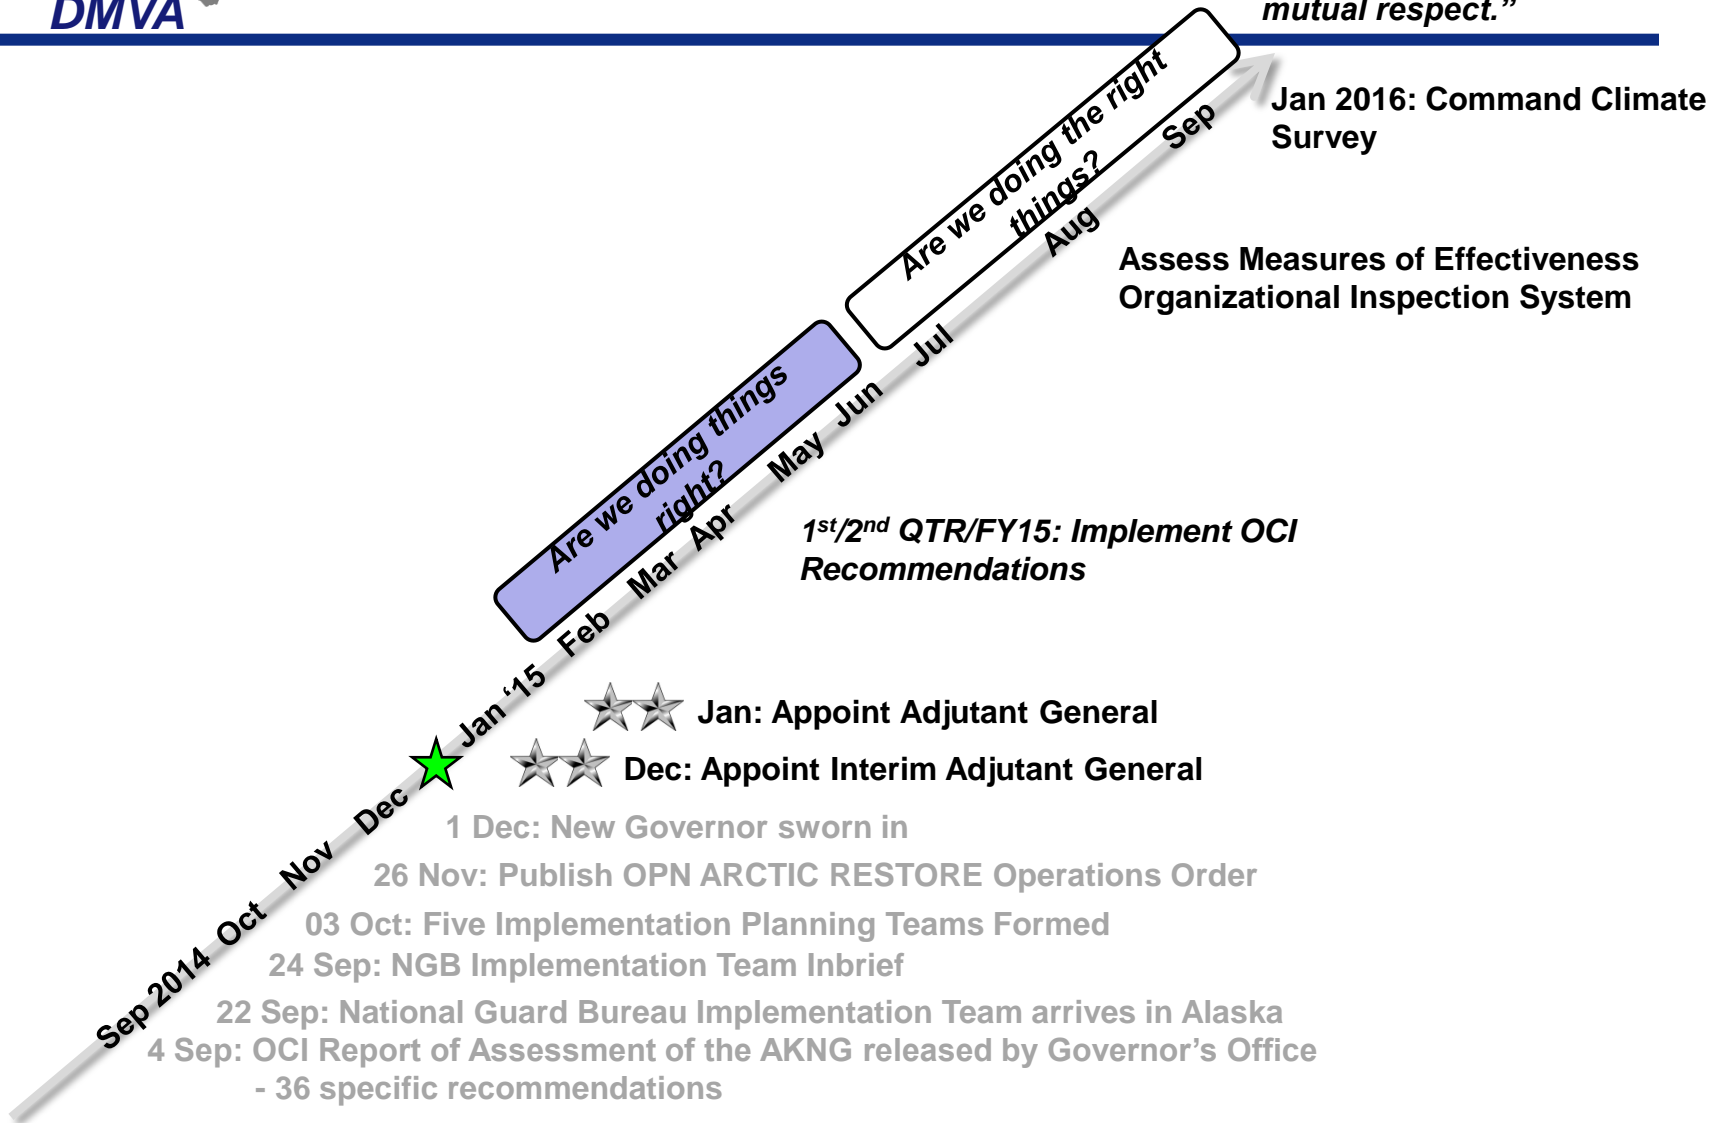 DMVA
mutual respect.”
Jan 2016: Command Climate
Survey
Are we doing the right
things?
Sep
Aug
Assess Measures of Effectiveness
Organizational Inspection System
Jul
Jun
May
Are we doing things
right?
Apr
Mar
Feb
1st/2nd QTR/FY15: Implement OCI
Recommendations
Jan ‘15
Jan: Appoint Adjutant General
Dec: Appoint Interim Adjutant General
Dec
1 Dec: New Governor sworn in
Nov
26 Nov: Publish OPN ARCTIC RESTORE Operations Order
Oct
03 Oct: Five Implementation Planning Teams Formed
24 Sep: NGB Implementation Team Inbrief
Sep 2014
22 Sep: National Guard Bureau Implementation Team arrives in Alaska
4 Sep: OCI Report of Assessment of the AKNG released by Governor’s Office
- 36 specific recommendations